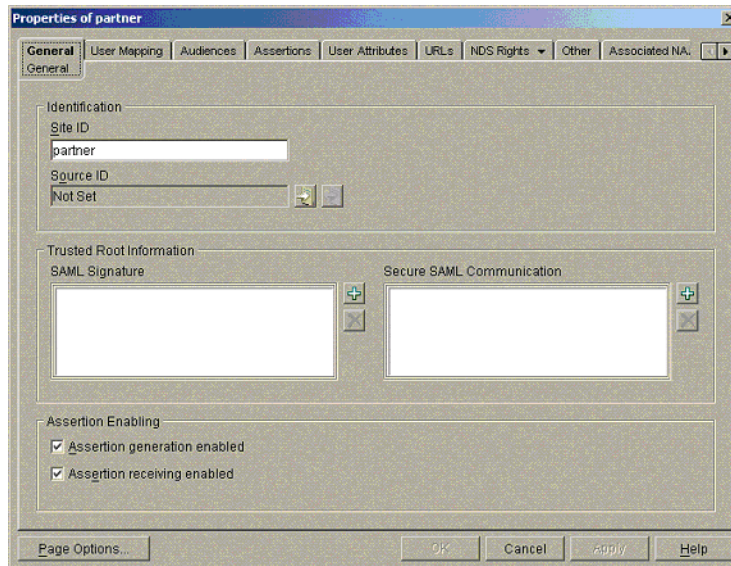 Properties of partner
General User Mapping Audiences Assertions User Attributes URLs NDS Rights Other Associated NA.
General
Identification
Site ID
partner
Source ID
Not Set
Trusted Root Information
SAML Signature Secure SAML Communication
Assertion Enabling
Assertion generation enabled
Assertion receiving enabled
Page Options... OK Cancel Apply Help